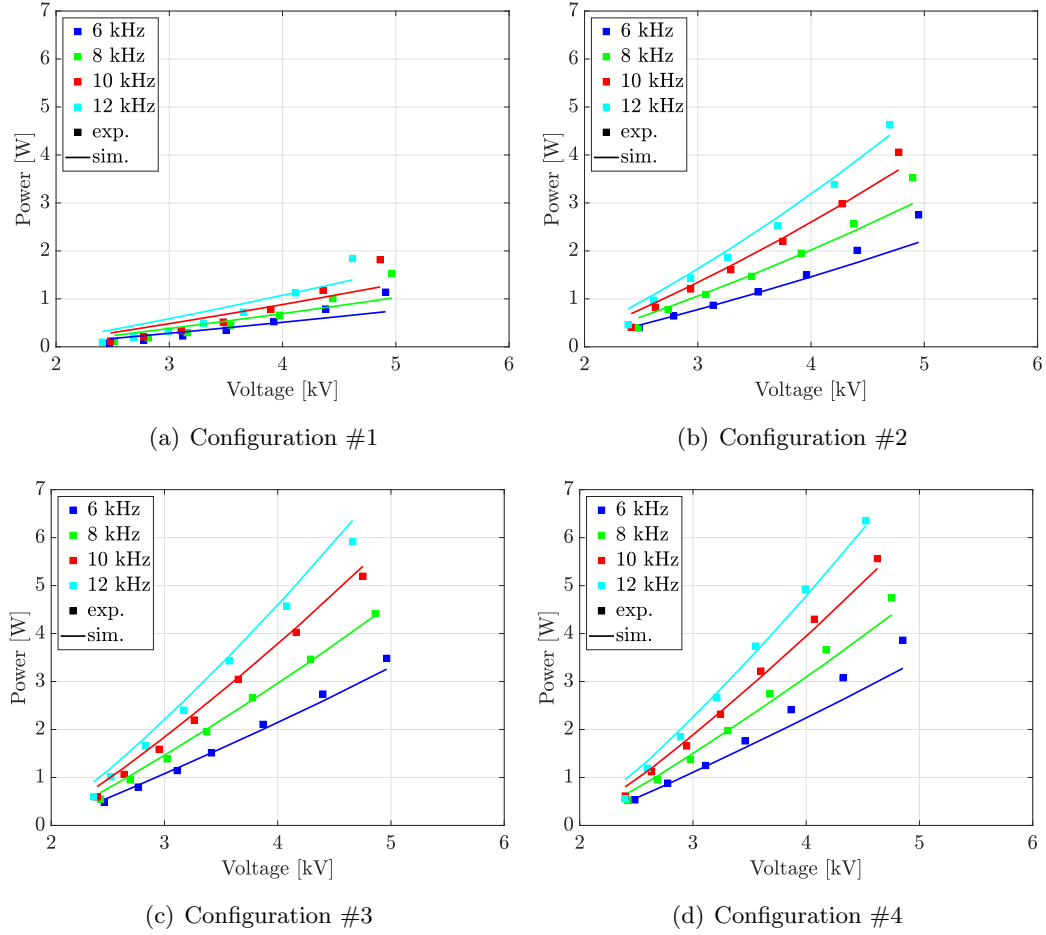 7
6
5
4
3
2
1
0
Power [W]
6 kHz
8 kHz
10 kHz
12 kHz
exp.
sim.
2 3 4 5 6
Voltage [kV]
(a) Configuration #1
7
6
5
4
3
2
1
0
Power [W]
6 kHz
8 kHz
10 kHz
12 kHz
exp.
sim.
2 3 4 5 6
Voltage [kV]
(b) Configuration #2
7
6
5
4
3
2
1
0
Power [W]
6 kHz
8 kHz
10 kHz
12 kHz
exp.
sim.
2 3 4 5 6
Voltage [kV]
(c) Configuration #3
7
6
5
4
3
2
1
0
Power [W]
6 kHz
8 kHz
10 kHz
12 kHz
exp.
sim.
2 3 4 5 6
Voltage [kV]
(d) Configuration #4